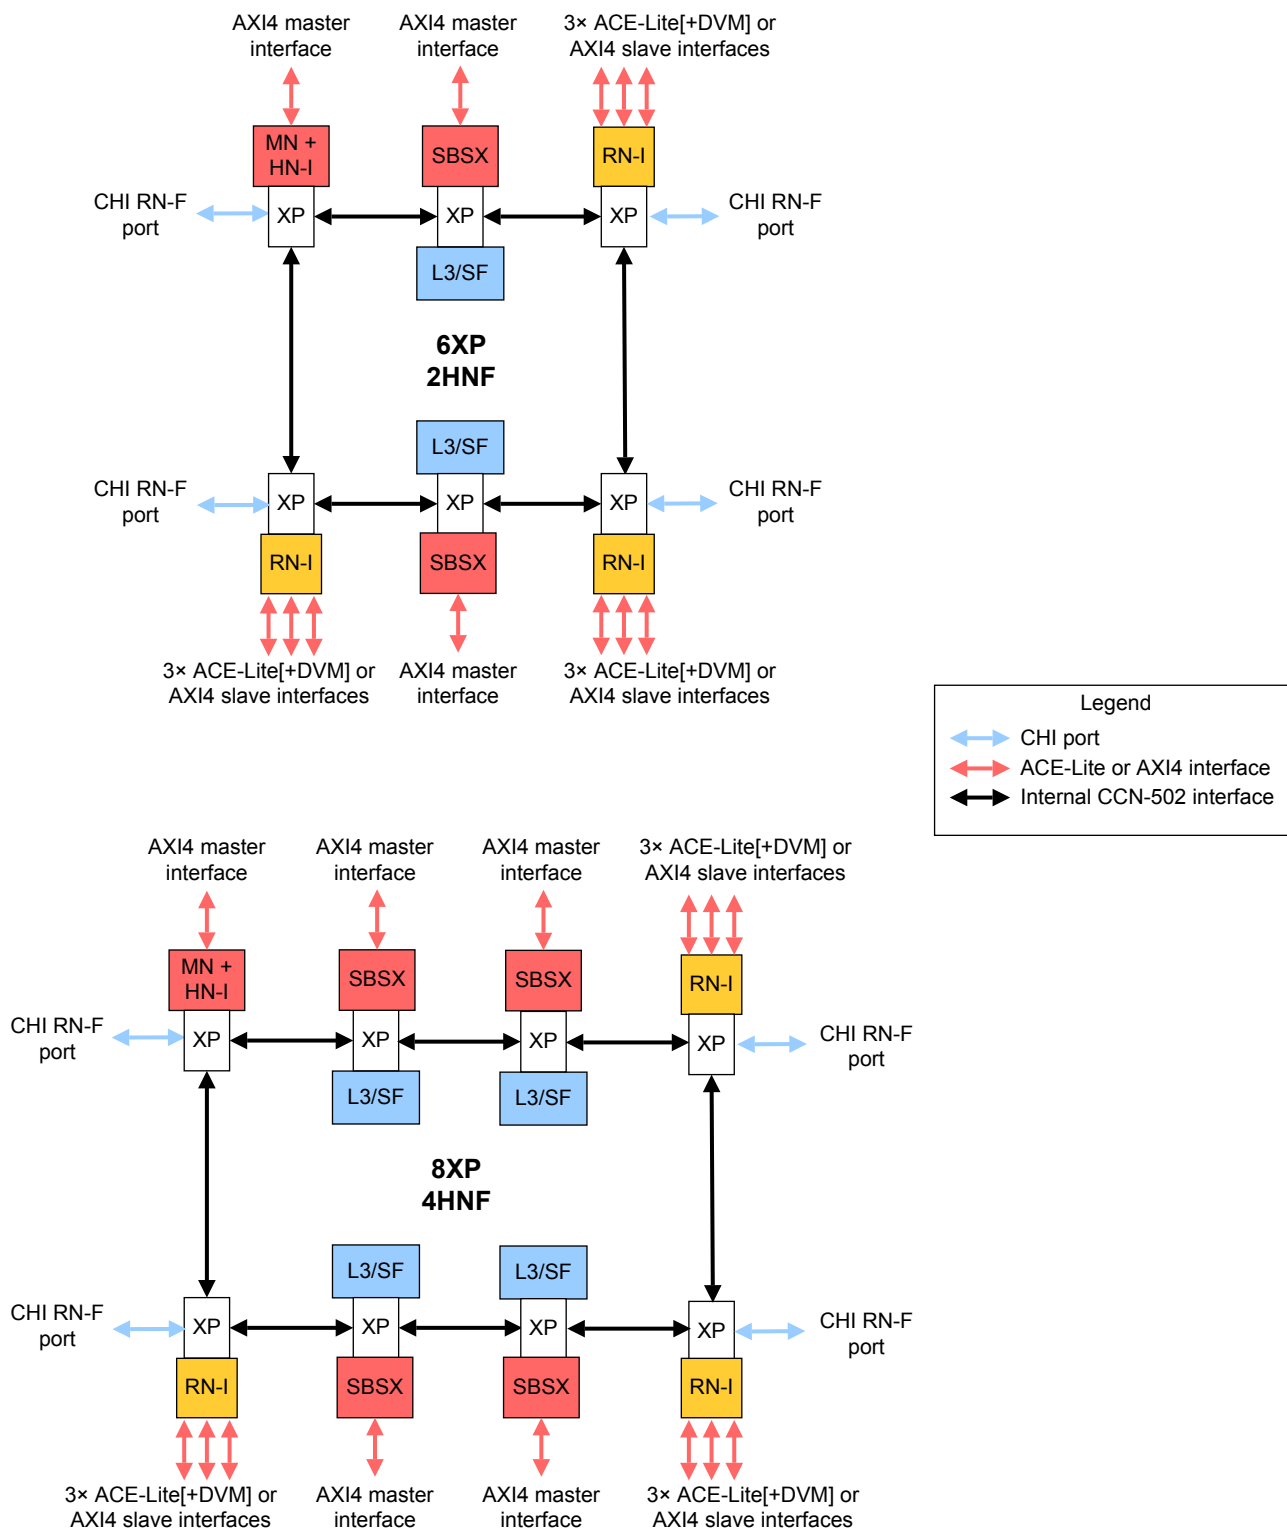 AXI4 master
interface
AXI4 master
interface
3× ACE-Lite[+DVM] or
AXI4 slave interfaces
MN +
HN-I
SBSX
RN-I
CHI RN-F
port
XP
XP
XP
CHI RN-F
port
L3/SF
6XP
2HNF
L3/SF
CHI RN-F
port
XP
XP
XP
CHI RN-F
port
RN-I
SBSX
RN-I
3× ACE-Lite[+DVM] or
AXI4 slave interfaces
AXI4 master
interface
3× ACE-Lite[+DVM] or
AXI4 slave interfaces
Legend
CHI port
ACE-Lite or AXI4 interface
Internal CCN-502 interface
AXI4 master
interface
AXI4 master
interface
AXI4 master
interface
3× ACE-Lite[+DVM] or
AXI4 slave interfaces
MN +
HN-I
SBSX
SBSX
RN-I
CHI RN-F
port
XP
XP
XP
XP
CHI RN-F
port
L3/SF
L3/SF
8XP
4HNF
L3/SF
L3/SF
CHI RN-F
port
XP
XP
XP
XP
CHI RN-F
port
RN-I
SBSX
SBSX
RN-I
3× ACE-Lite[+DVM] or
AXI4 slave interfaces
AXI4 master
interface
AXI4 master
interface
3× ACE-Lite[+DVM] or
AXI4 slave interfaces